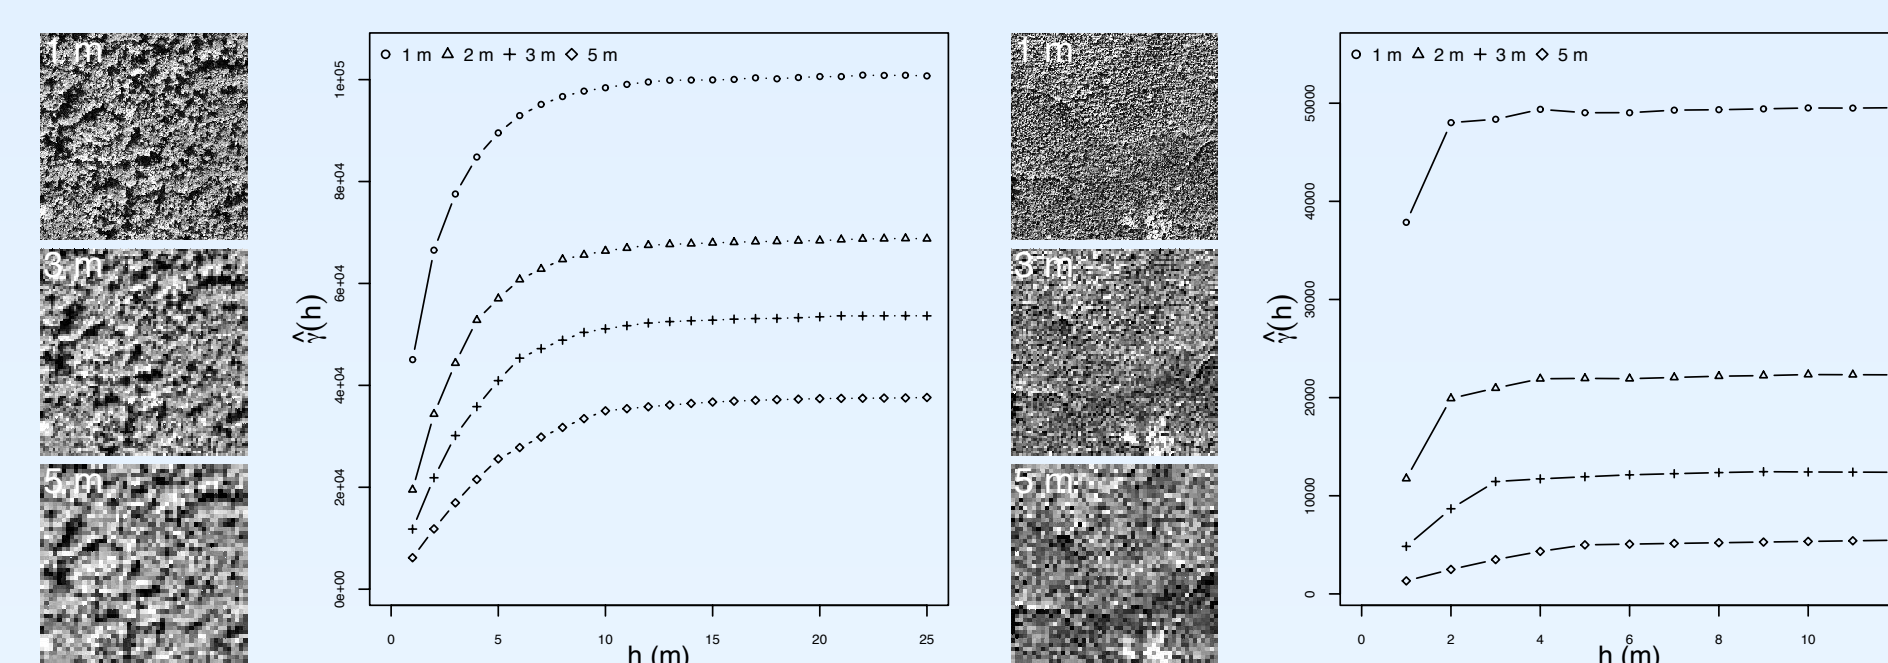 1 m
3 m
5 m
1 m 2 m 3 m 5 m
1e+05
8e+04
6e+04
4e+04
2e+04
0e+00
γ̂(h)
0 5 10 15 20 25
h (m)
1 m
3 m
5 m
1 m 2 m 3 m 5 m
50000
40000
30000
20000
10000
0
γ̂(h)
0 2 4 6 8 10
h (m)